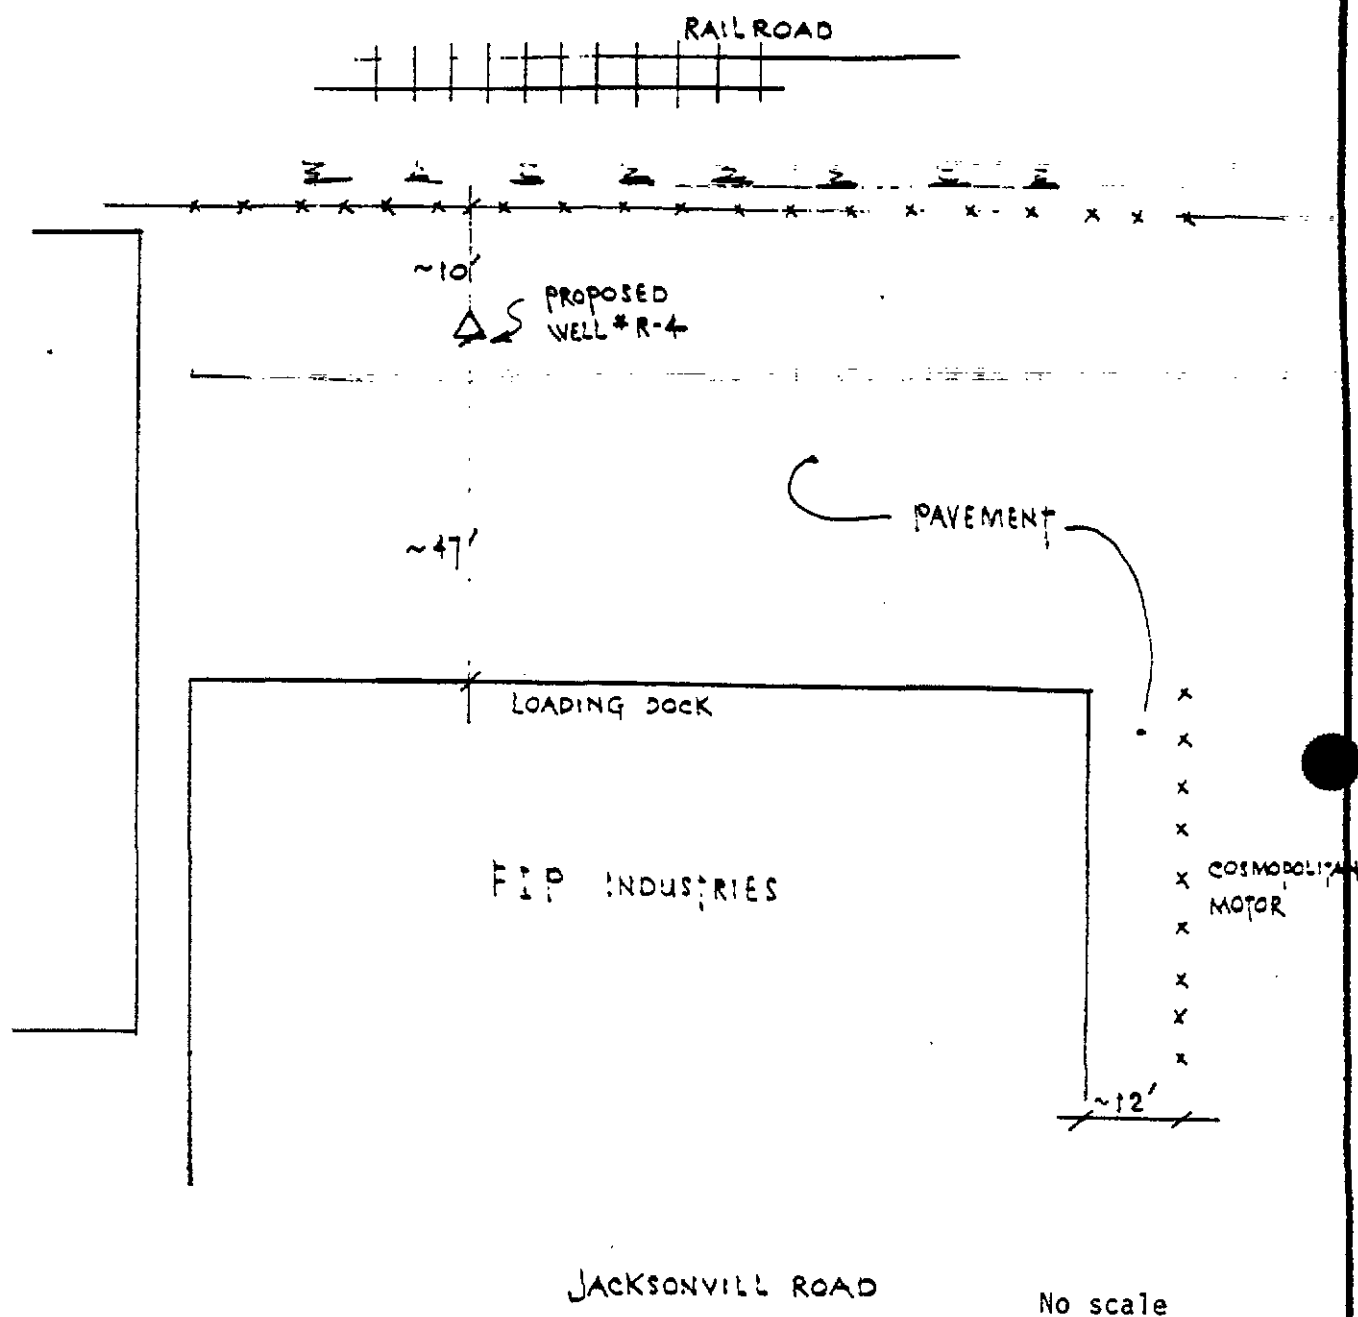 RAILROAD
~10'
PROPOSED
WELL # R-4
PAVEMENT
~47'
LOADING DOCK
FIP INDUSTRIES
COSMOPOLITAN
MOTOR
~12'
JACKSONVILL ROAD
No scale